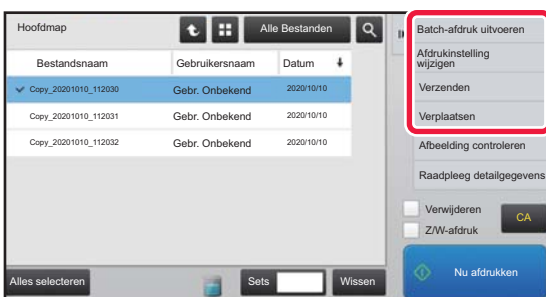 Hoofdmap
Alle Bestanden
Bestandsnaam Gebruikersnaam Datum
Copy_20201010_112030 Gebr. Onbekend 2020/10/10
Copy_20201010_112031 Gebr. Onbekend 2020/10/10
Copy_20201010_112032 Gebr. Onbekend 2020/10/10
Alles selecteren
Sets
Wissen
Batch-afdruk uitvoeren
Afdrukinstelling
wijzigen
Verzenden
Verplaatsen
Afbeelding controleren
Raadpleeg detailgegevens
Verwijderen
Z/W-afdruk
CA
Nu afdrukken